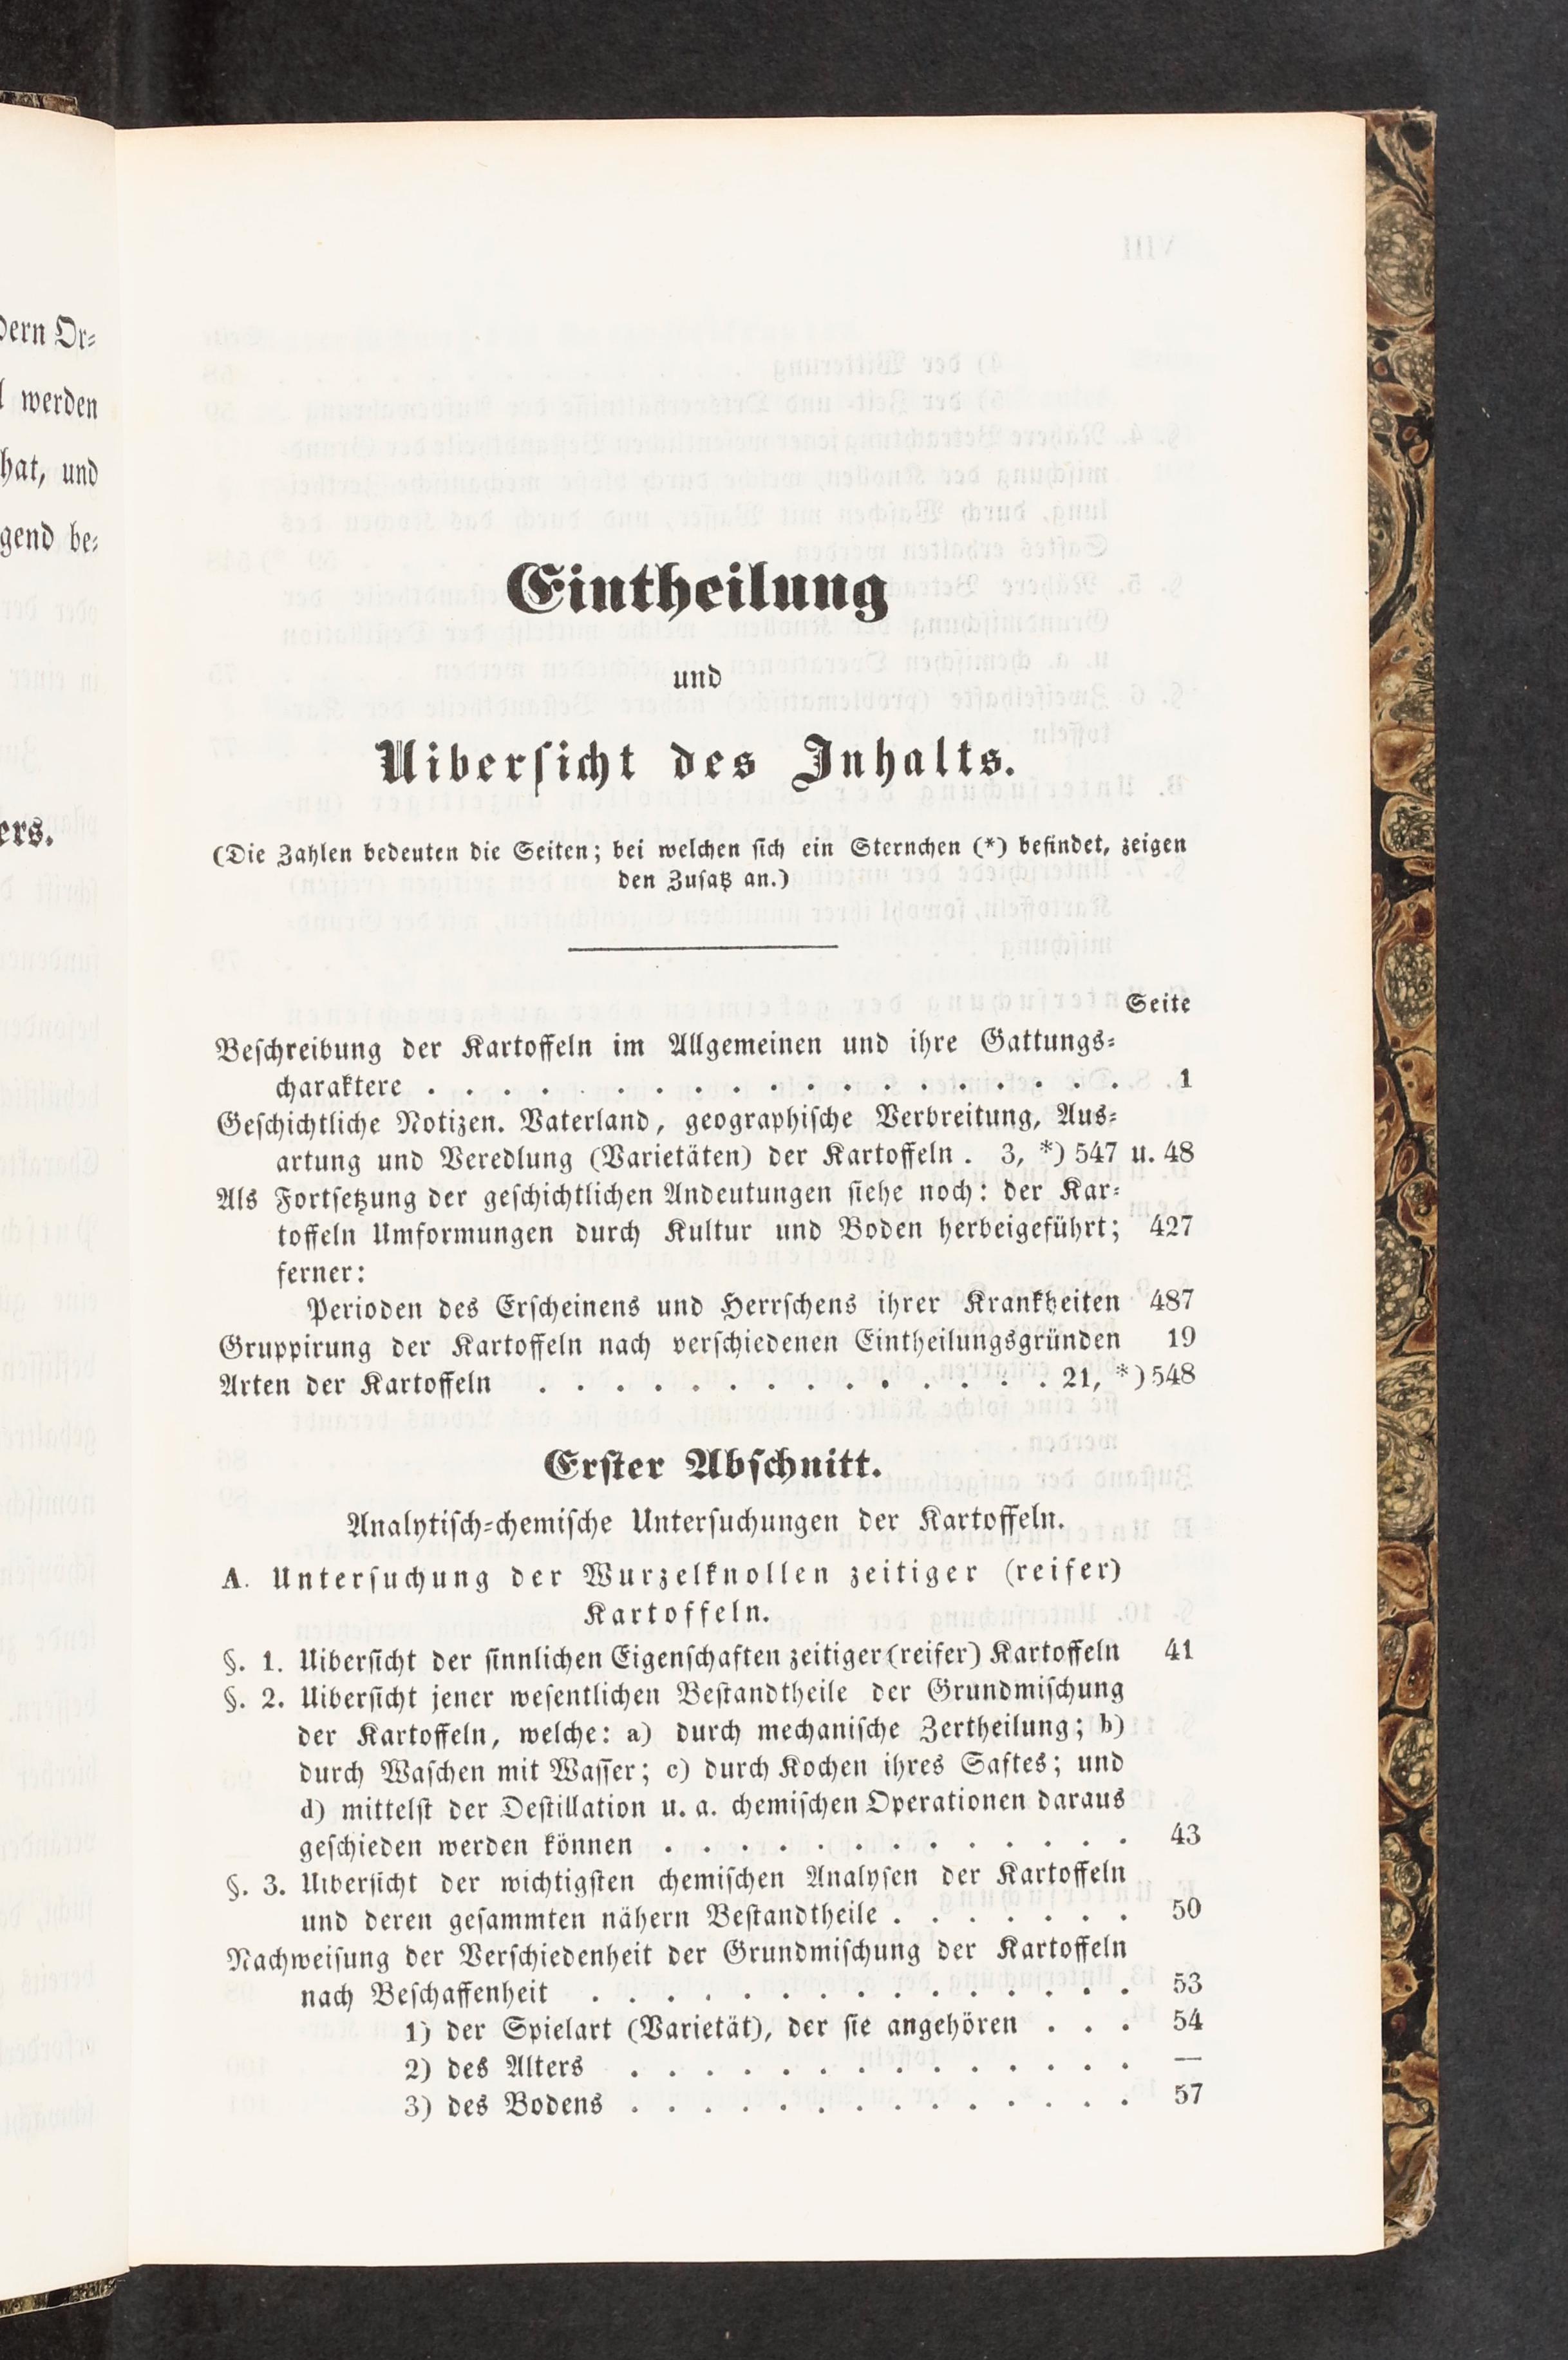 dern Or-
werden
hat, und
gend be-
ers.
Eintheilung
und
Uibersicht des Inhalts.
(Die Zahlen bedeuten die Seiten; bei welchen sich ein Sternchen (*) befindet, zeigen
den Zusatz an.)
Seite
Beschreibung der Kartoffeln im Allgemeinen und ihre Gattungs-
charaktere . . . . . . . . . . . . . . . . . . 1
Geschichtliche Notizen. Vaterland, geographische Verbreitung, Aus-
artung und Veredlung (Varietäten) der Kartoffeln . 3, *) 547 u. 48
Als Fortsetzung der geschichtlichen Andeutungen siehe noch: der Kar-
toffeln Umformungen durch Kultur und Boden herbeigeführt; 427
ferner:
Perioden des Erscheinens und Herrschens ihrer Krankheiten 487
Gruppirung der Kartoffeln nach verschiedenen Eintheilungsgründen 19
Arten der Kartoffeln . . . . . . . . . . . . . . 21, *) 548
Erster Abschnitt.
Analytisch-chemische Untersuchungen der Kartoffeln.
A. Untersuchung der Wurzelknollen zeitiger (reifer)
Kartoffeln.
§. 1. Uibersicht der sinnlichen Eigenschaften zeitiger (reifer) Kartoffeln 41
§. 2. Uibersicht jener wesentlichen Bestandtheile der Grundmischung
der Kartoffeln, welche: a) durch mechanische Zertheilung; b)
durch Waschen mit Wasser; c) durch Kochen ihres Saftes; und
d) mittelst der Destillation u. a. chemischen Operationen daraus
geschieden werden können . . . . . . . . . . . . . 43
§. 3. Uibersicht der wichtigsten chemischen Analysen der Kartoffeln
und deren gesammten nähern Bestandtheile . . . . . . . 50
Nachweisung der Verschiedenheit der Grundmischung der Kartoffeln
nach Beschaffenheit . . . . . . . . . . . . . . . 53
1) der Spielart (Varietät), der sie angehören . . . 54
2) des Alters . . . . . . . . . . . . . . —
3) des Bodens . . . . . . . . . . . . . . 57